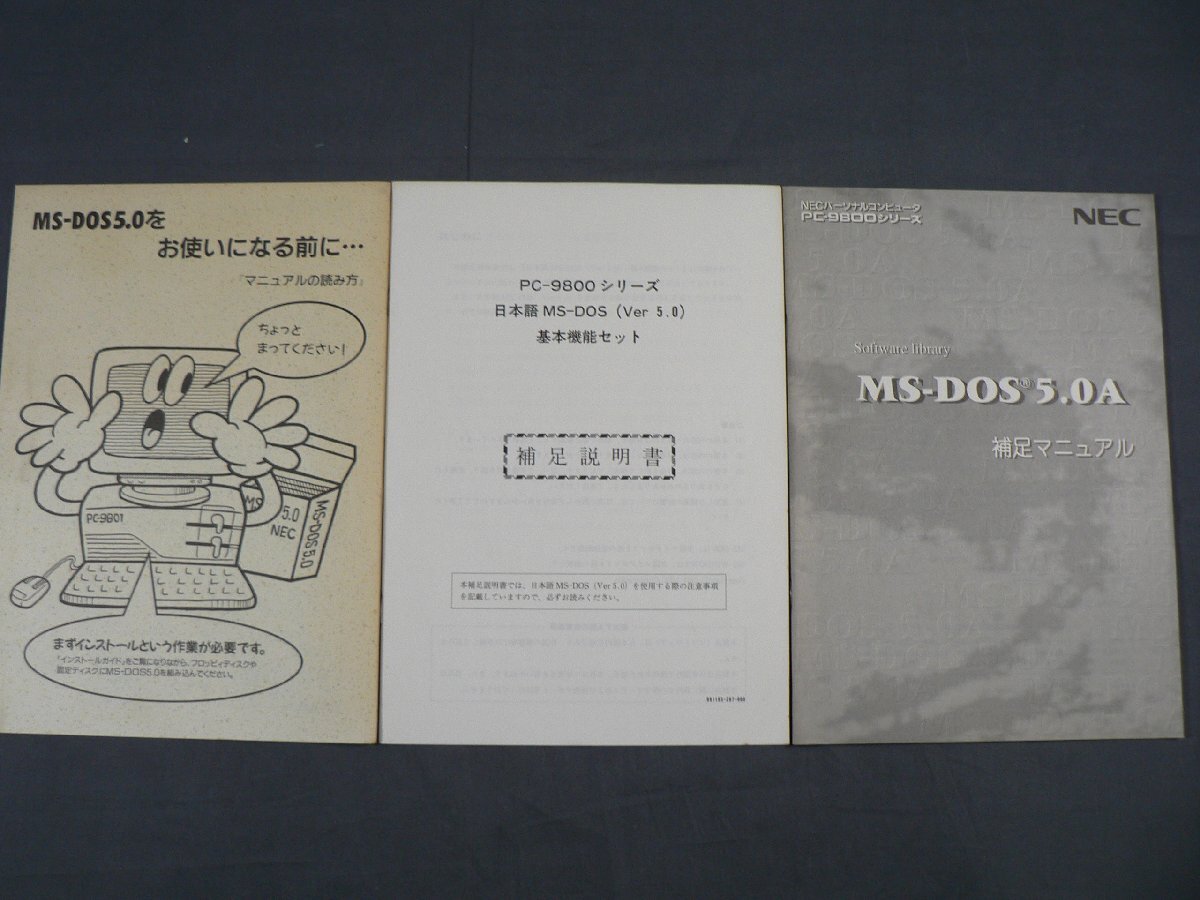 MS-DOS5.0を
お使いになる前に…
『マニュアルの読み方』
ちょっと
まってください!
PC-9801
MS
5.0
NEC
MS-DOS5.0
まずインストールという作業が必要です。
「インストールガイド」をご覧になりながら、フロッピィディスクや
固定ディスクにMS-DOS5.0を組み込んでください。
PC-9800シリーズ
日本語MS-DOS(Ver 5.0)
基本機能セット
補足説明書
本補足説明書では、日本語MS-DOS(Ver5.0)を使用する際の注意事項
を記載していますので、必ずお読みください。
NECパーソナルコンピュータ
PC-9800シリーズ
NEC
Software library
MS-DOS® 5.0A
補足マニュアル